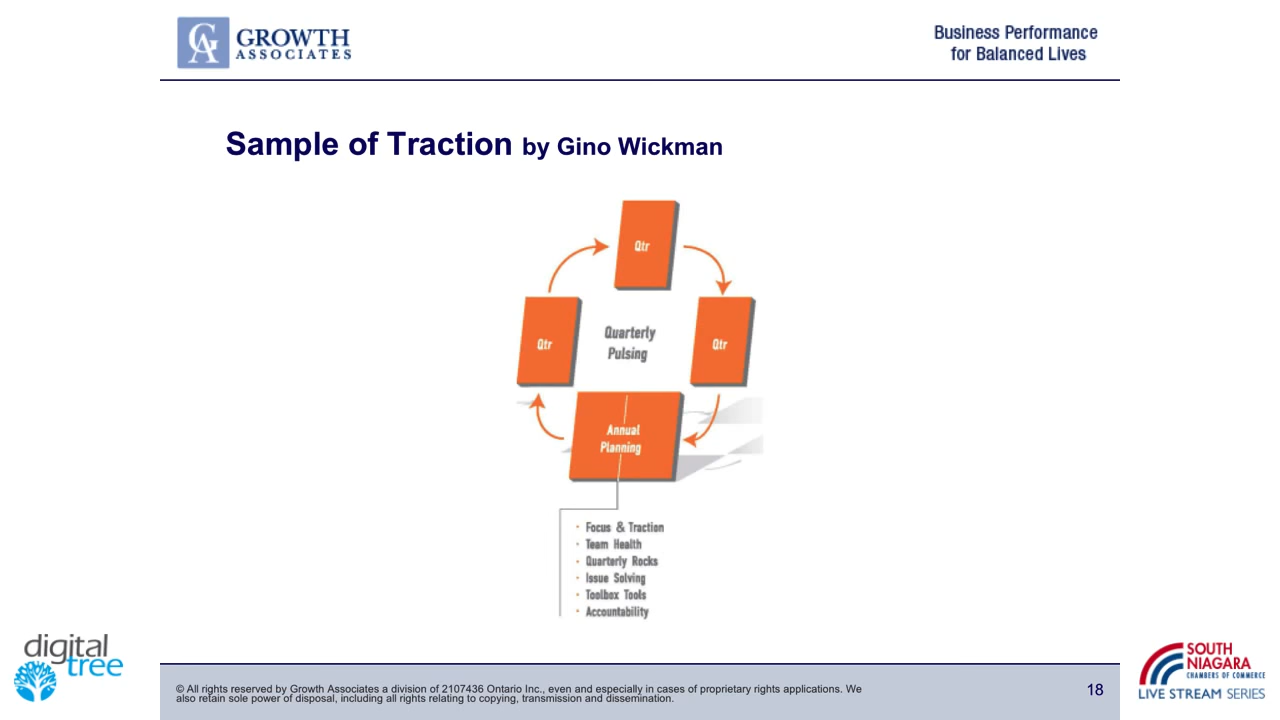 GA GROWTH
ASSOCIATES
Business Performance
for Balanced Lives
Sample of Traction by Gino Wickman
Qtr
Qtr
Quarterly
Pulsing
Qtr
Annual
Planning
• Focus & Traction
• Team Health
• Quarterly Rocks
• Issue Solving
• Toolbox Tools
• Accountability
digital
tree
© All rights reserved by Growth Associates a division of 2107436 Ontario Inc., even and especially in cases of proprietary rights applications. We
also retain sole power of disposal, including all rights relating to copying, transmission and dissemination.
18
SOUTH
NIAGARA
CHAMBERS OF COMMERCE
LIVE STREAM SERIES